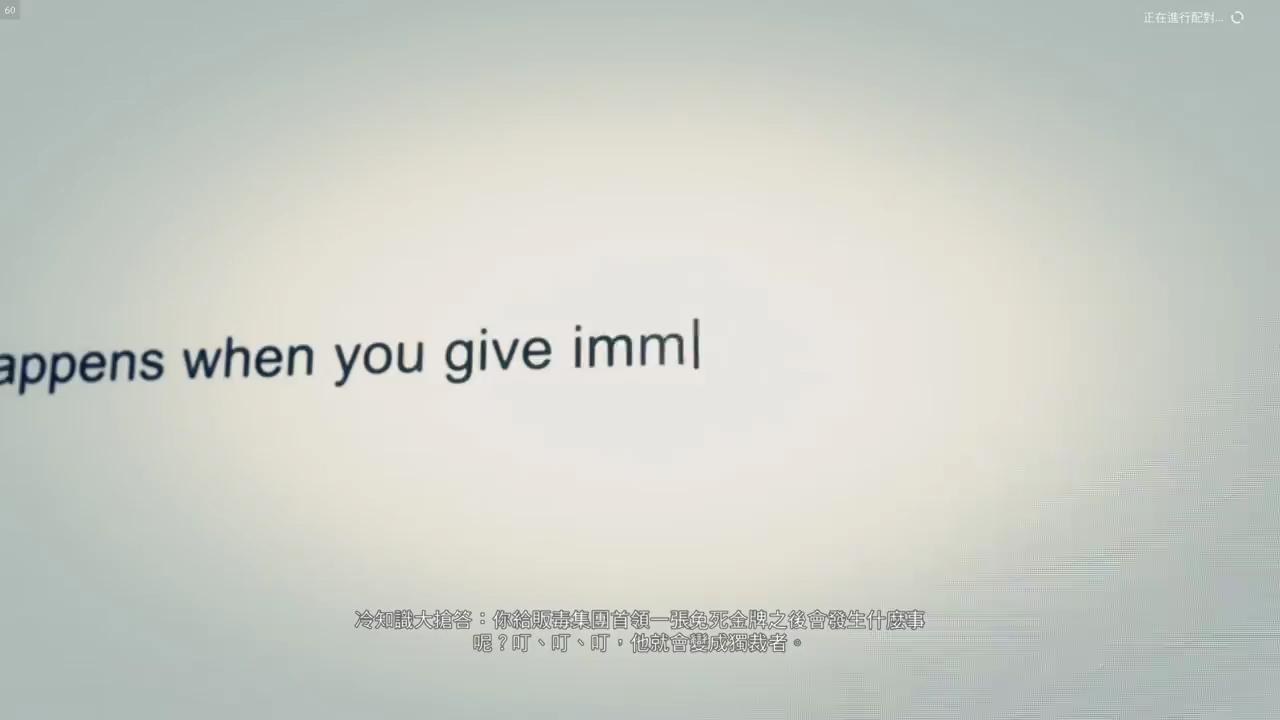 60
正在進行配對...
appens when you give imm
冷知識大搶答：你給販毒集團首領一張免死金牌之後會發生什麼事
呢？叮、叮、叮，他就會變成獨裁者。